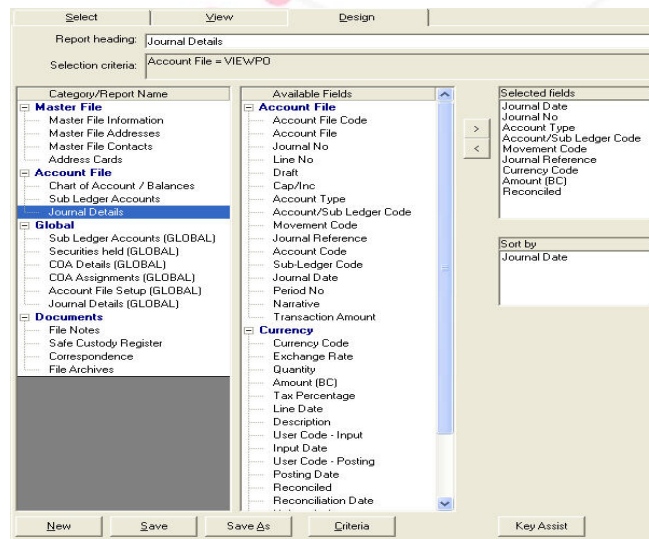 Select
View
Design
Report heading: Journal Details
Selection criteria: Account File = VIEWPO
Category/Report Name
Master File
Master File Information
Master File Addresses
Master File Contacts
Address Cards
Account File
Chart of Account / Balances
Sub Ledger Accounts
Journal Details
Global
Sub Ledger Accounts (GLOBAL)
Securities held (GLOBAL)
COA Details (GLOBAL)
COA Assignments (GLOBAL)
Account File Setup (GLOBAL)
Journal Details (GLOBAL)
Documents
File Notes
Safe Custody Register
Correspondence
File Archives
Available Fields
Account File
Account File Code
Account File
Journal No
Line No
Draft
Cap/Inc
Account Type
Account/Sub Ledger Code
Movement Code
Journal Reference
Account Code
Sub-Ledger Code
Journal Date
Period No
Narrative
Transaction Amount
Currency
Currency Code
Exchange Rate
Quantity
Amount (BC)
Tax Percentage
Line Date
Description
User Code - Input
Input Date
User Code - Posting
Posting Date
Reconciled
Reconciliation Date
>
<
Selected fields
Journal Date
Journal No
Account Type
Account/Sub Ledger Code
Movement Code
Journal Reference
Currency Code
Amount (BC)
Reconciled
Sort by
Journal Date
New
Save
Save As
Criteria
Key Assist